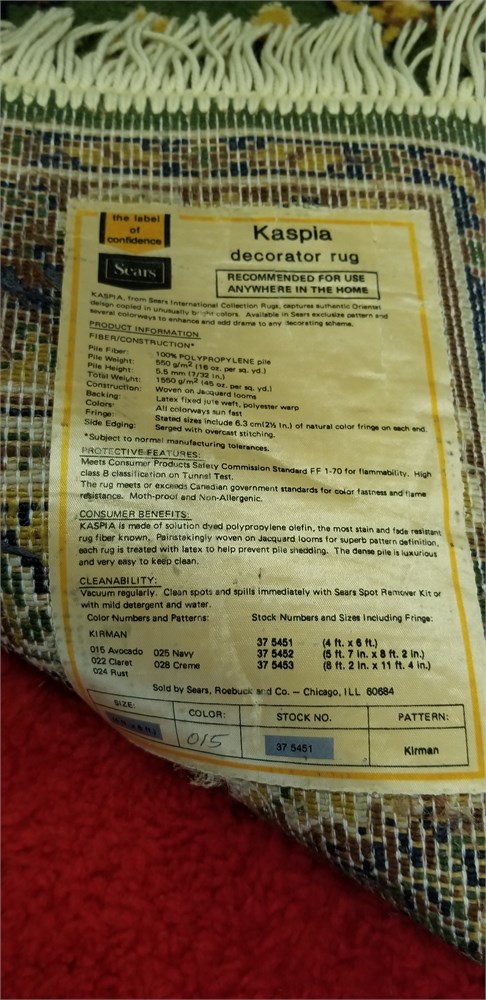 the label
of
confidence
Sears
Kaspia
decorator rug
RECOMMENDED FOR USE
ANYWHERE IN THE HOME
KASPIA, from Sears International Collection Rugs, captures authentic Oriental
design copied in unusually bright colors. Available in Sears exclusive pattern and
several colorways to enhance and add drama to any decorating scheme.
PRODUCT INFORMATION
FIBER/CONSTRUCTION*
Pile Fiber: 100% POLYPROPYLENE pile
Pile Weight: 550 g/m² (16 oz. per sq. yd.)
Pile Height: 5.5 mm (7/32 in.)
Total Weight: 1550 g/m² (45 oz. per sq. yd.)
Construction: Woven on Jacquard looms
Backing: Latex fixed jute weft, polyester warp
Colors: All colorways sun fast
Fringe: Stated sizes include 6.3 cm(2½ in.) of natural color fringe on each end.
Side Edging: Serged with overcast stitching.
*Subject to normal manufacturing tolerances.
PROTECTIVE FEATURES:
Meets Consumer Products Safety Commission Standard FF 1-70 for flammability. High
class B classification on Tunnel Test.
The rug meets or exceeds Canadian government standards for color fastness and flame
resistance. Moth-proof and Non-Allergenic.
CONSUMER BENEFITS:
KASPIA is made of solution dyed polypropylene olefin, the most stain and fade resistant
rug fiber known. Painstakingly woven on Jacquard looms for superb pattern definition,
each rug is treated with latex to help prevent pile shedding. The dense pile is luxurious
and very easy to keep clean.
CLEANABILITY:
Vacuum regularly. Clean spots and spills immediately with Sears Spot Remover Kit or
with mild detergent and water.
Color Numbers and Patterns: Stock Numbers and Sizes Including Fringe:
KIRMAN 37 5451 (4 ft. x 6 ft.)
015 Avocado 025 Navy 37 5452 (5 ft. 7 in. x 8 ft. 2 in.)
022 Claret 028 Creme 37 5453 (8 ft. 2 in. x 11 ft. 4 in.)
024 Rust
Sold by Sears, Roebuck and Co. – Chicago, ILL 60684
SIZE: COLOR: STOCK NO. PATTERN:
015 37 5451 Kirman